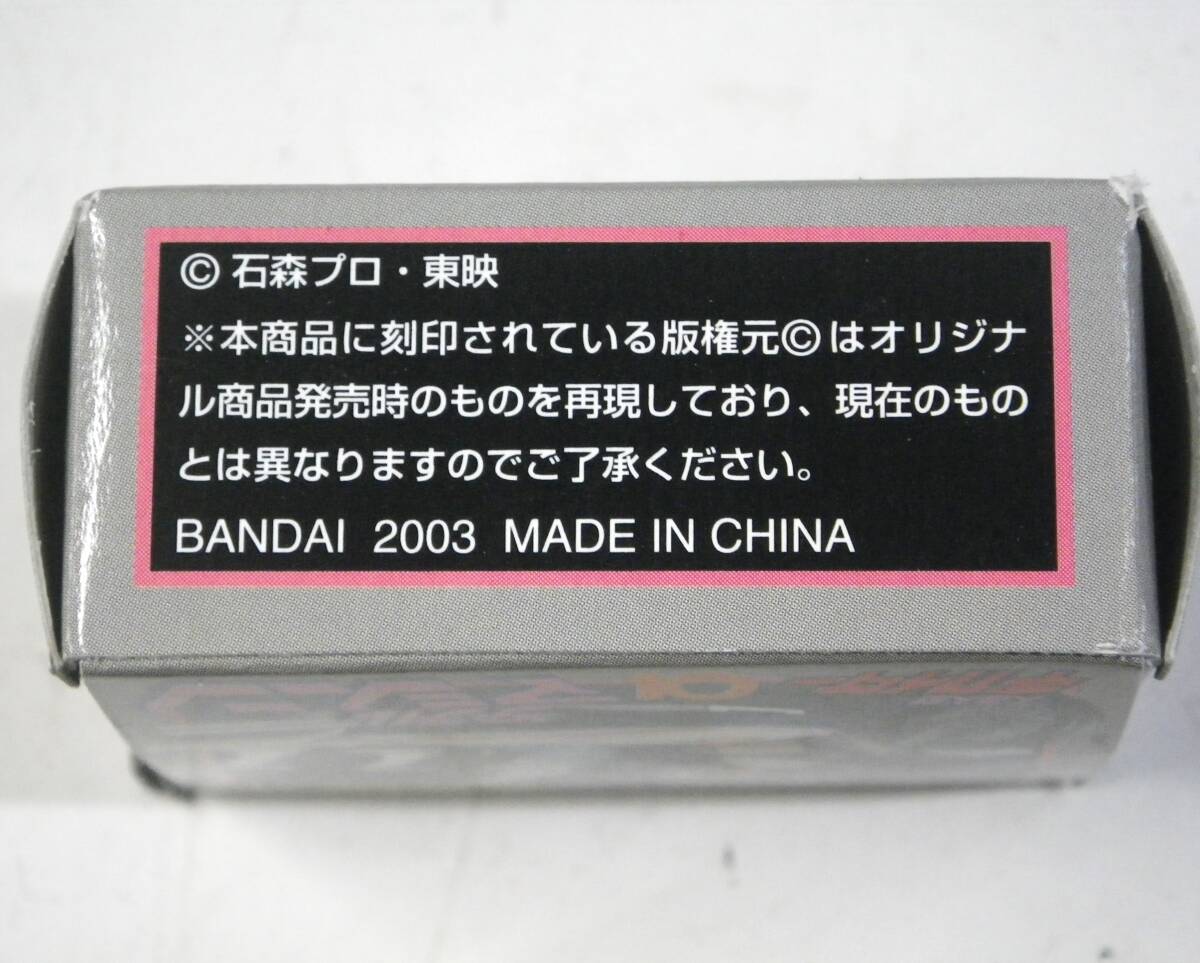 © 石森プロ・東映
※本商品に刻印されている版権元©はオリジナ
ル商品発売時のものを再現しており、現在のもの
とは異なりますのでご了承ください。
BANDAI 2003 MADE IN CHINA